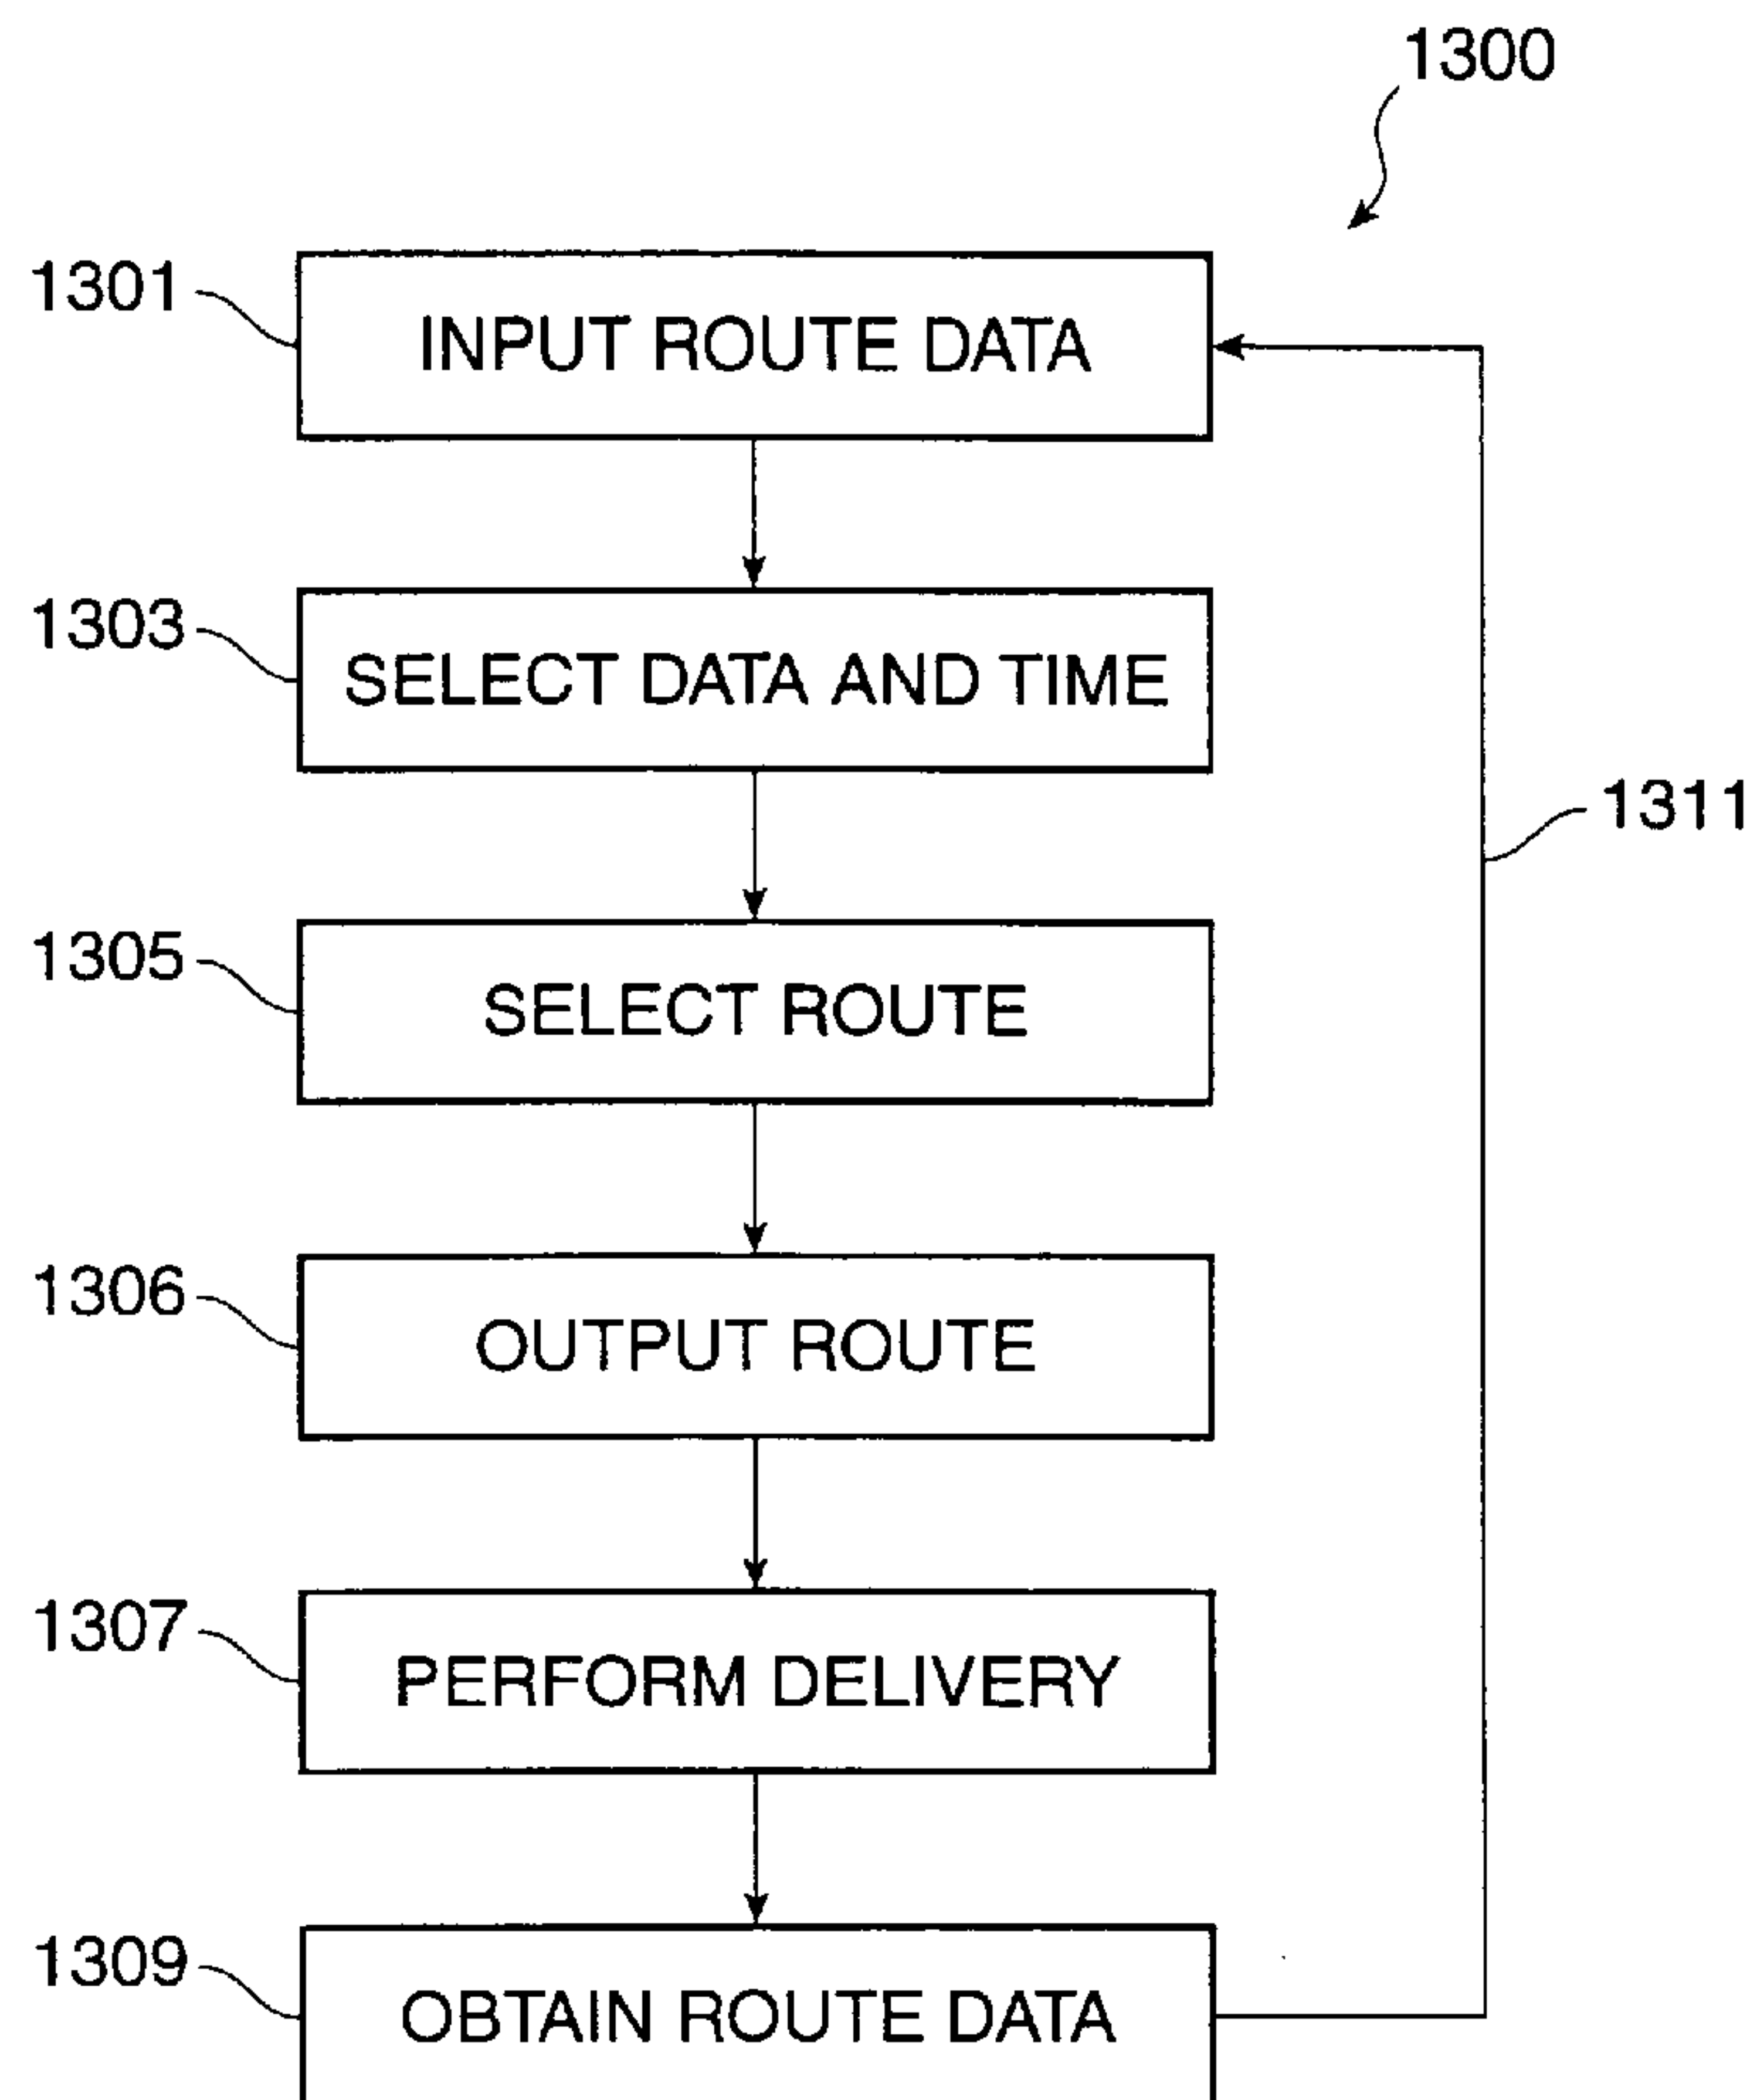 1300
1301
INPUT ROUTE DATA
1303
SELECT DATA AND TIME
1311
1305
SELECT ROUTE
1306
OUTPUT ROUTE
1307
PERFORM DELIVERY
1309
OBTAIN ROUTE DATA